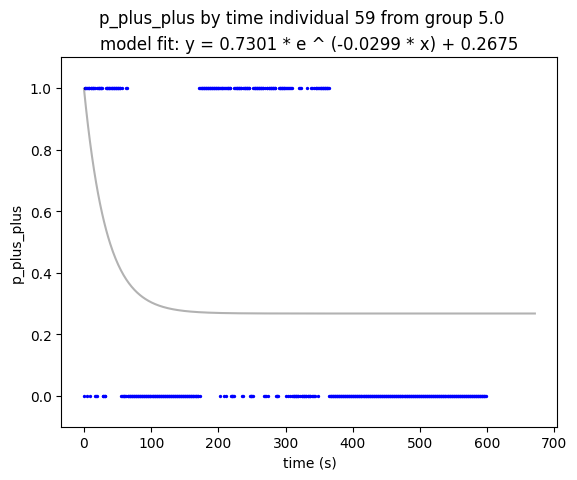 p_plus_plus by time individual 59 from group 5.0
model fit: y = 0.7301 * e ^ (-0.0299 * x) + 0.2675
1.0
0.8
0.6
0.4
0.2
0.0
p_plus_plus
0 100 200 300 400 500 600 700
time (s)